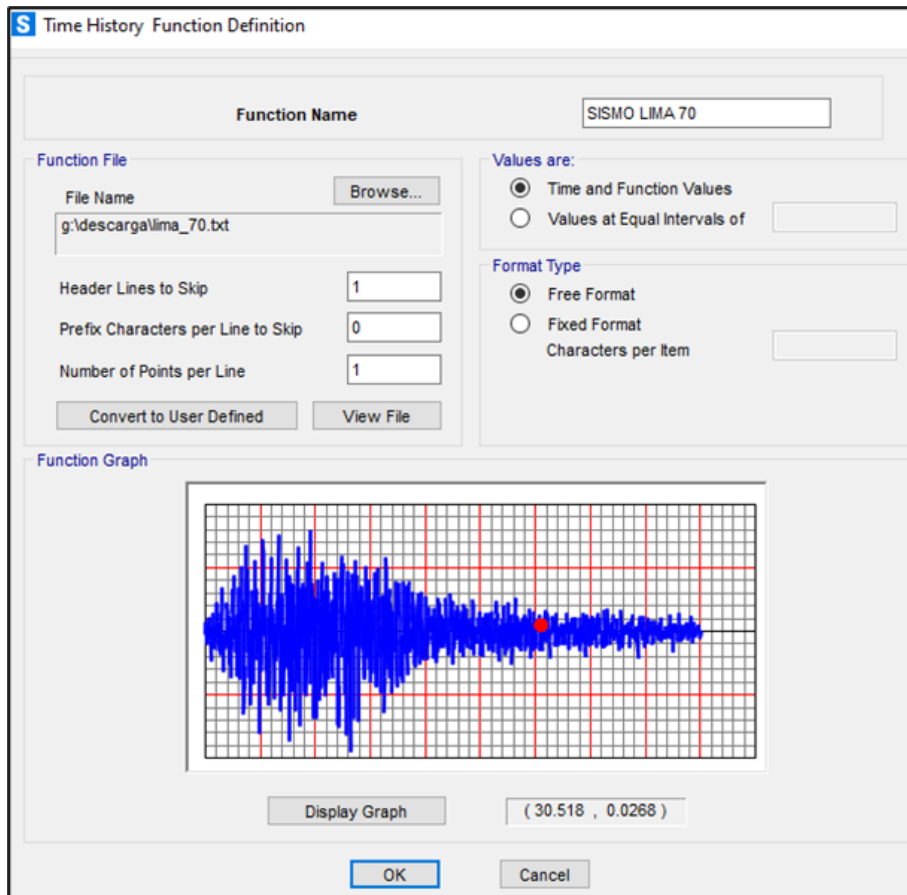 S Time History Function Definition
Function Name SISMO LIMA 70
Function File
File Name Browse...
g:\descarga\lima_70.txt
Header Lines to Skip 1
Prefix Characters per Line to Skip 0
Number of Points per Line 1
Convert to User Defined View File
Values are:
Time and Function Values
Values at Equal Intervals of
Format Type
Free Format
Fixed Format
Characters per Item
Function Graph
Display Graph ( 30.518 , 0.0268 )
OK Cancel